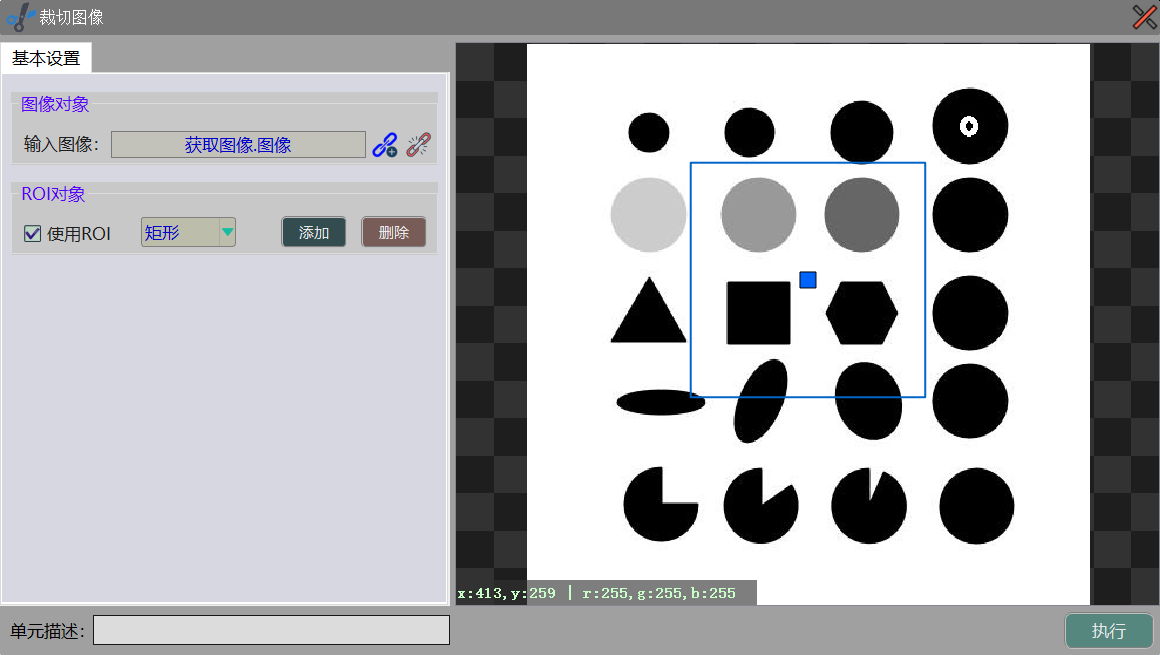 裁切图像
基本设置
图像对象
输入图像: 获取图像.图像
ROI对象
使用ROI 矩形 添加 删除
x:413,y:259 | r:255,g:255,b:255
单元描述: 执行